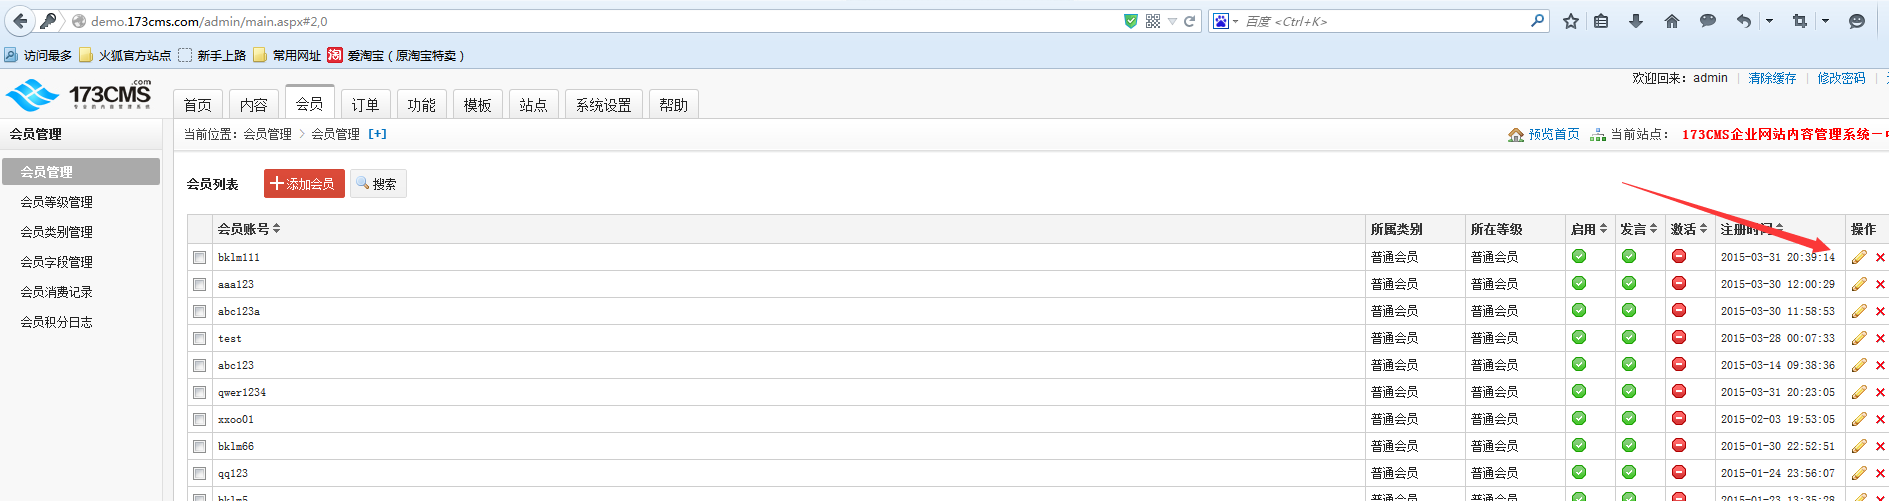 demo.173cms.com/admin/main.aspx#2,0
百度 <Ctrl+K>
访问最多 火狐官方站点 新手上路 常用网址 淘 爱淘宝（原淘宝特卖）
欢迎回来：admin 清除缓存 修改密码
173CMS .com
首页 内容 会员 订单 功能 模板 站点 系统设置 帮助
会员管理 当前位置：会员管理 会员管理 [+] 预览首页 当前站点： 173CMS企业网站内容管理系统－
会员管理
会员等级管理
会员类别管理
会员字段管理
会员消费记录
会员积分日志
会员列表 添加会员 搜索
会员账号 所属类别 所在等级 启用 发言 激活 注册时间 操作
bklm111 普通会员 普通会员 2015-03-31 20:39:14
aaa123 普通会员 普通会员 2015-03-30 12:00:29
abc123a 普通会员 普通会员 2015-03-30 11:58:53
test 普通会员 普通会员 2015-03-28 00:07:33
abc123 普通会员 普通会员 2015-03-14 09:38:36
qwer1234 普通会员 普通会员 2015-03-31 20:23:05
xxoo01 普通会员 普通会员 2015-02-03 19:53:05
bklm66 普通会员 普通会员 2015-01-30 22:52:51
qq123 普通会员 普通会员 2015-01-24 23:56:07
bklm5 普通会员 普通会员 2015-01-23 13:35:28